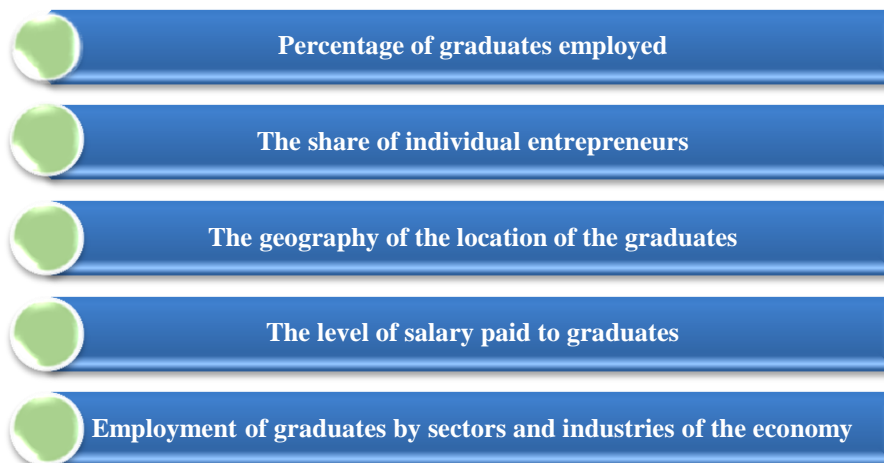 Percentage of graduates employed
The share of individual entrepreneurs
The geography of the location of the graduates
The level of salary paid to graduates
Employment of graduates by sectors and industries of the economy